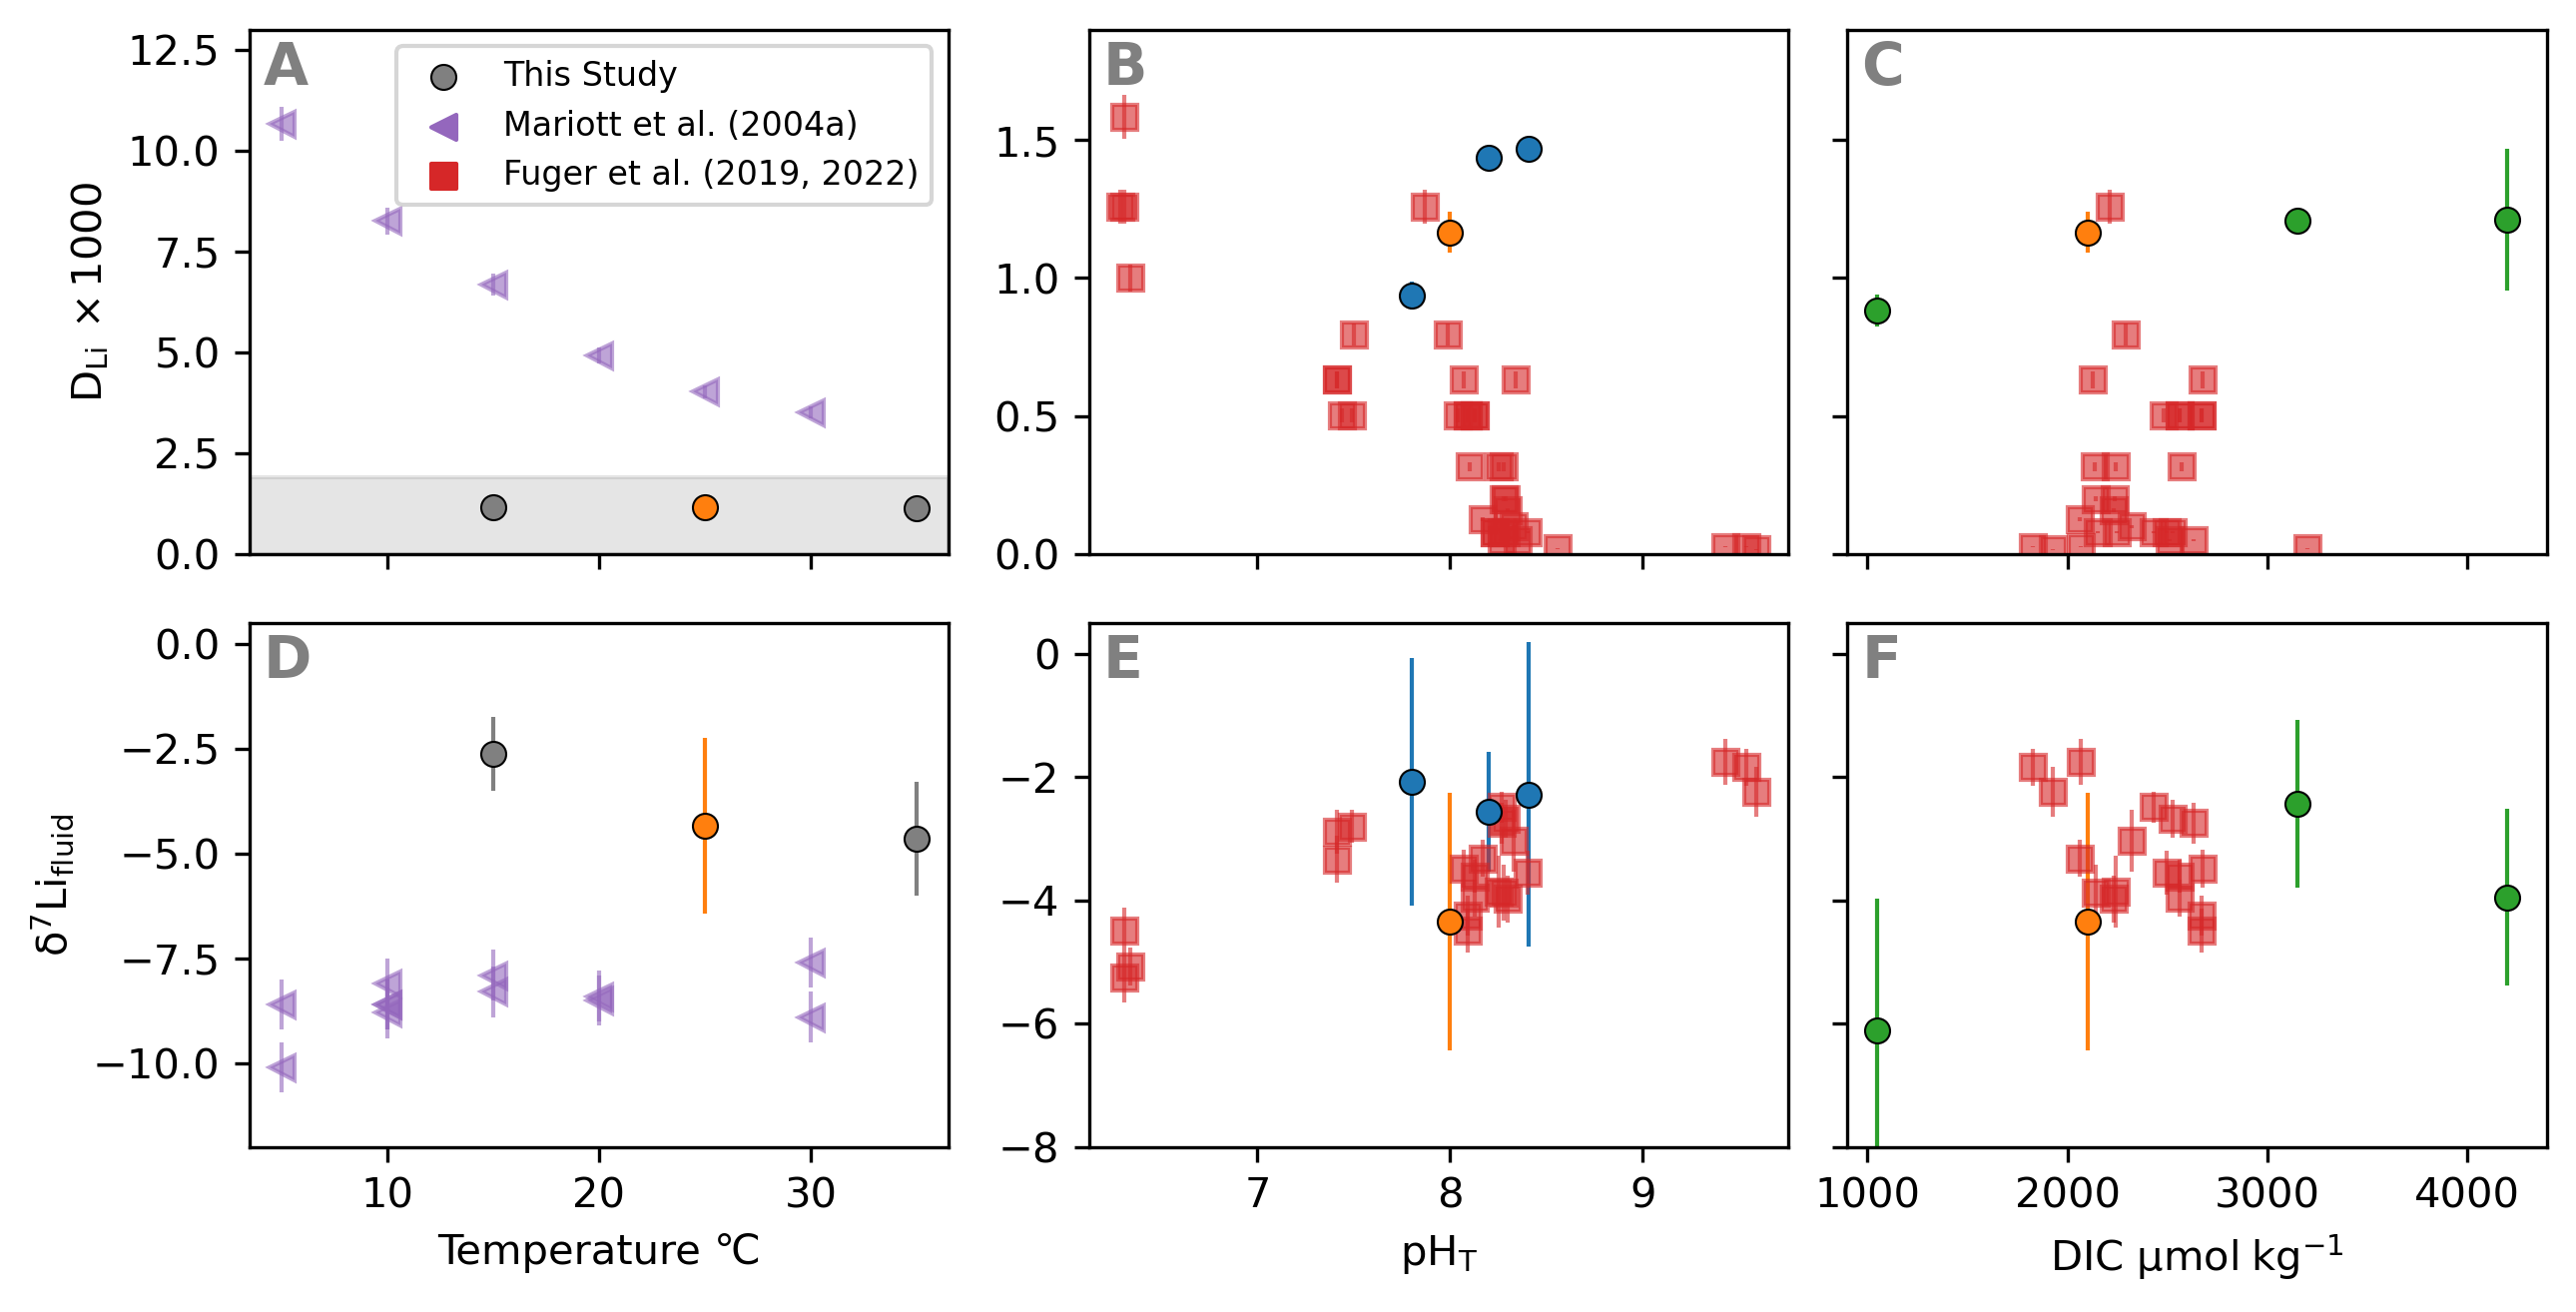 A
B
C
This Study
Mariott et al. (2004a)
Fuger et al. (2019, 2022)
12.5
10.0
7.5
5.0
2.5
0.0
D_Li × 1000
1.5
1.0
0.5
0.0
D
E
F
0.0
−2.5
−5.0
−7.5
−10.0
δ⁷Li_fluid
0
−2
−4
−6
−8
10 20 30
Temperature °C
7 8 9
pH_T
1000 2000 3000 4000
DIC µmol kg⁻¹